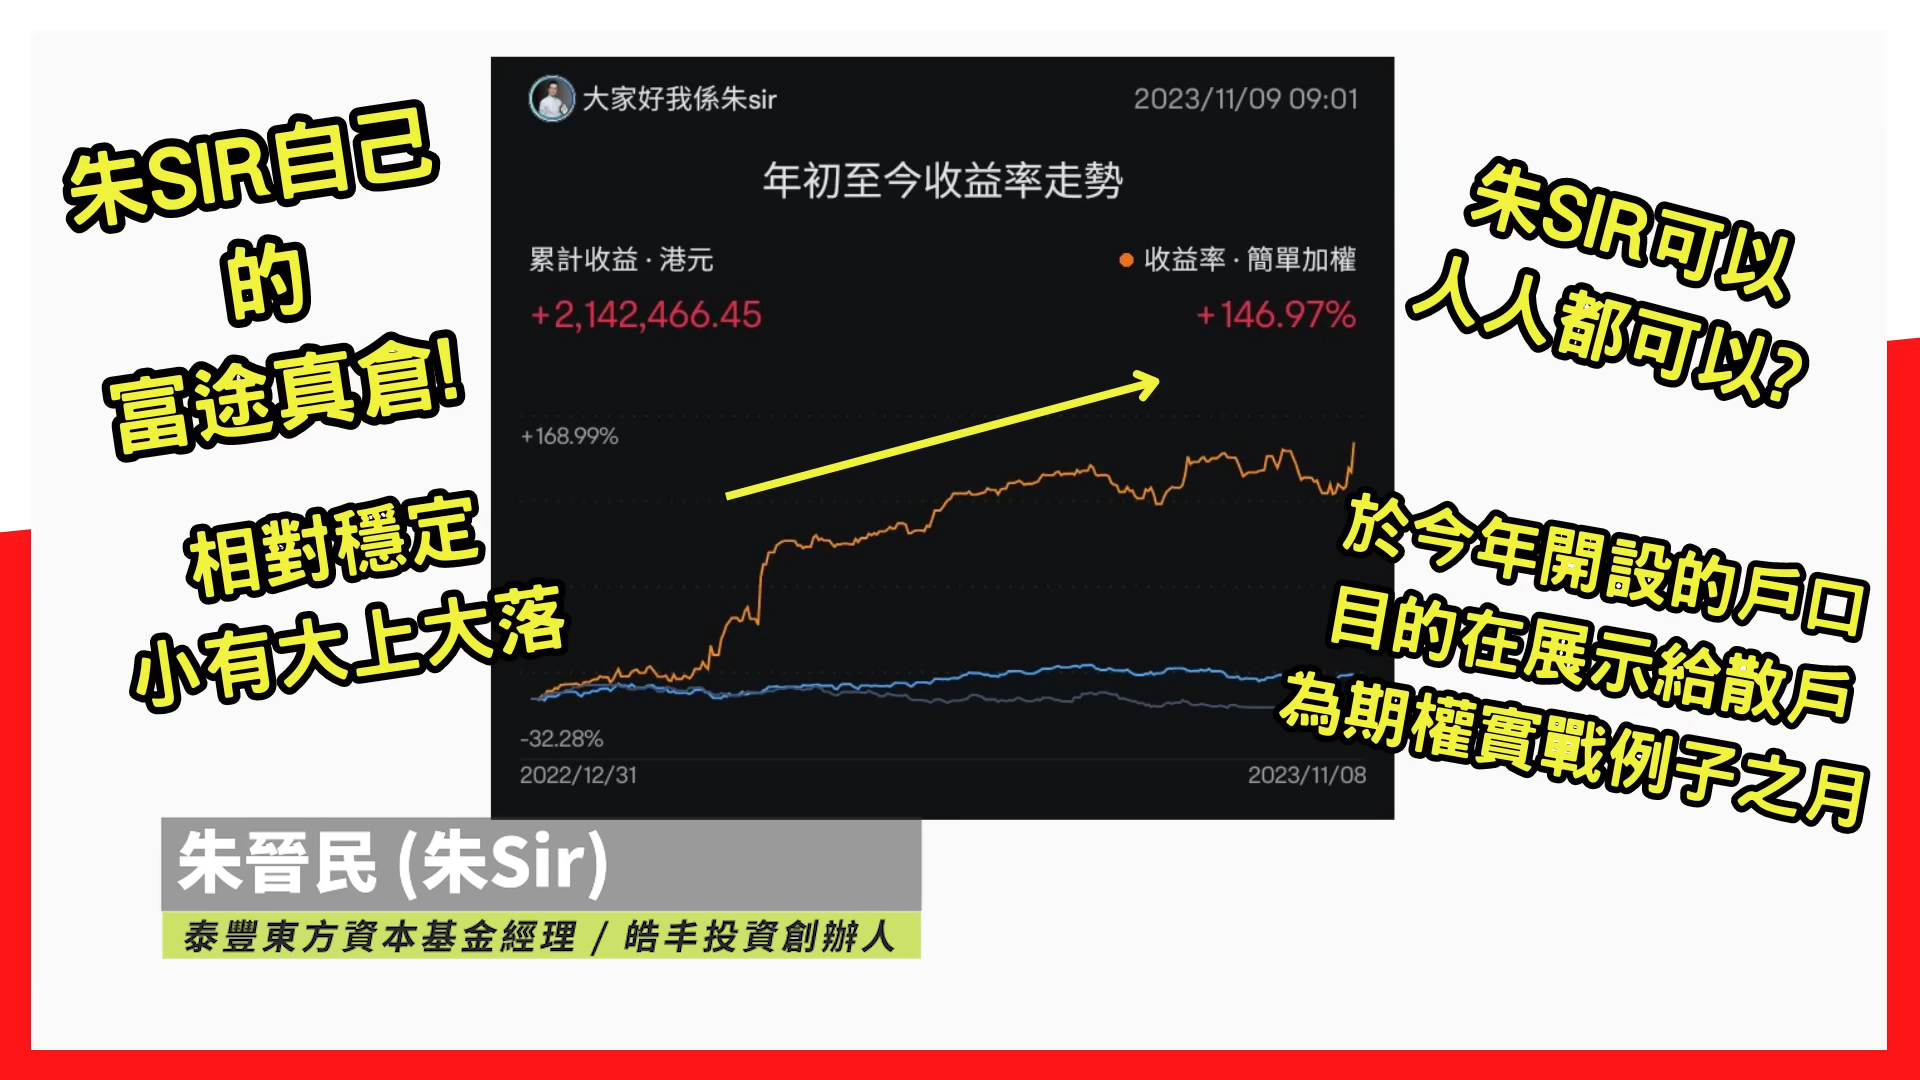 朱SIR自己
的
富途真倉!
相對穩定
小有大上大落
大家好我係朱sir
2023/11/09 09:01
年初至今收益率走勢
累計收益 · 港元
收益率 · 簡單加權
+2,142,466.45
+146.97%
+168.99%
-32.28%
2022/12/31
2023/11/08
朱SIR可以
人人都可以?
於今年開設的戶口
目的在展示給散戶
為期權實戰例子之月
朱晉民 (朱Sir)
泰豐東方資本基金經理 / 皓丰投資創辦人